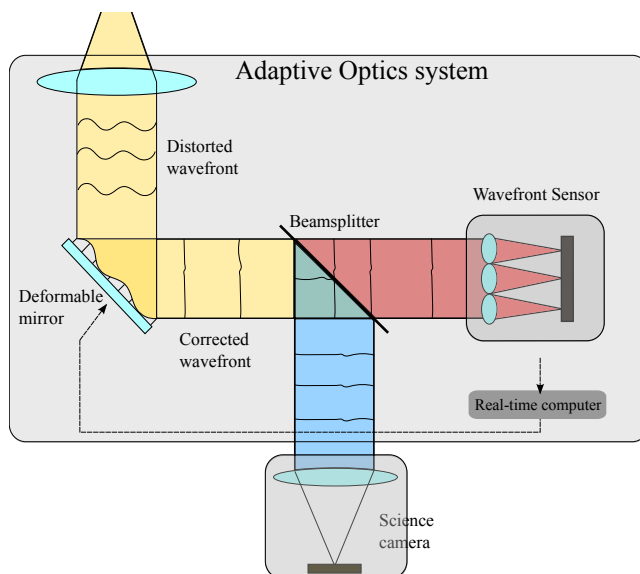 Adaptive Optics system
Distorted
wavefront
Wavefront Sensor
Beamsplitter
Deformable
mirror
Corrected
wavefront
Real-time computer
Science
camera